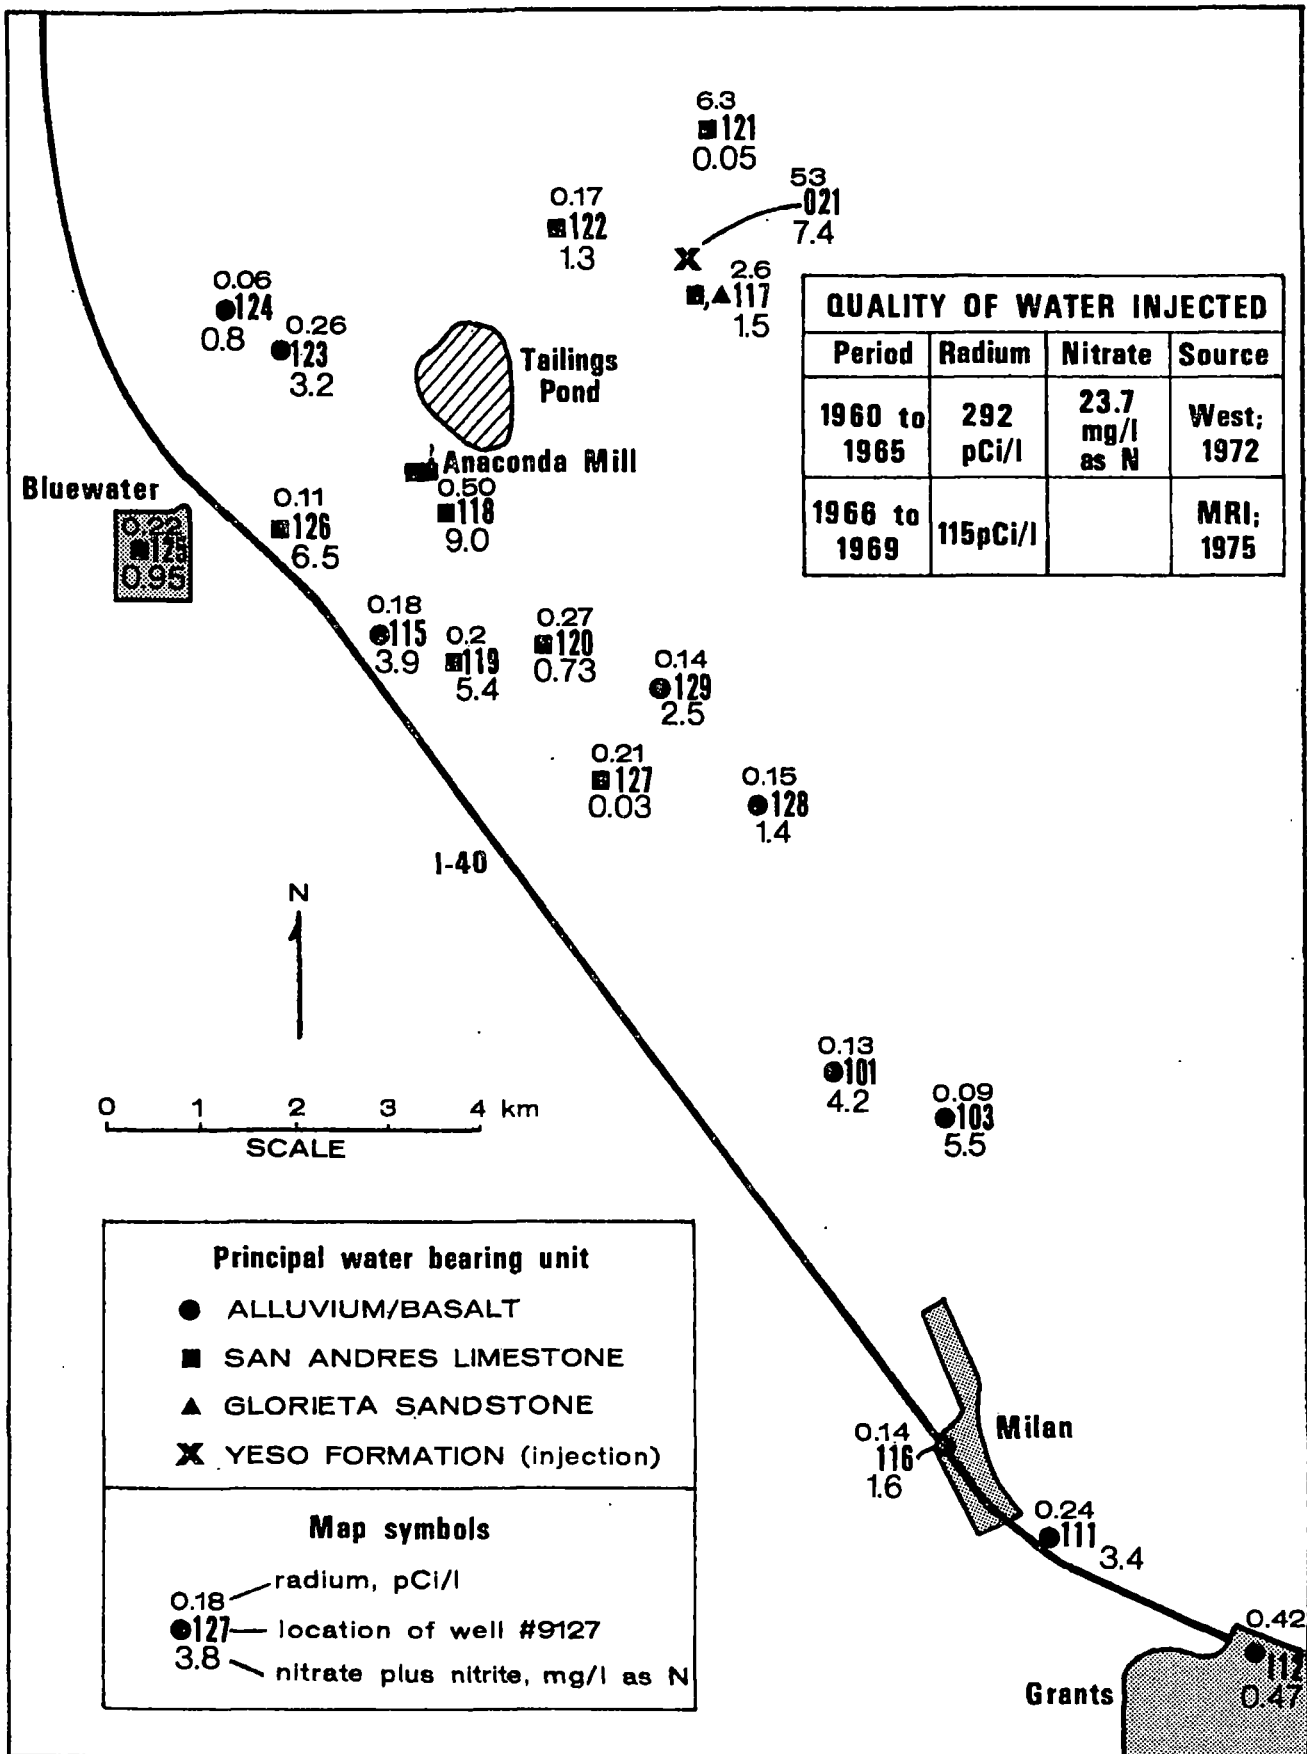 6.3
121
0.05
53
021
7.4
0.17
122
1.3
2.6
,
117
1.5
0.06
124
0.8
0.26
123
3.2
Tailings
Pond
QUALITY OF WATER INJECTED
Period Radium Nitrate Source
1960 to 1965 292 pCi/l 23.7 mg/l as N West; 1972
1966 to 1969 115pCi/l MRI; 1975
Anaconda Mill
0.50
118
9.0
Bluewater
0.22
0.95
0.11
126
6.5
0.18
115
3.9
0.2
119
5.4
0.27
120
0.73
0.14
129
2.5
0.21
127
0.03
0.15
128
1.4
I-40
N
0.13
101
4.2
0.09
103
5.5
0 1 2 3 4 km
SCALE
Principal water bearing unit
ALLUVIUM/BASALT
SAN ANDRES LIMESTONE
GLORIETA SANDSTONE
X YESO FORMATION (injection)
Map symbols
0.18 radium, pCi/l
127 location of well #9127
3.8 nitrate plus nitrite, mg/l as N
Milan
0.14
116
1.6
0.24
111
3.4
0.42
112
0.47
Grants